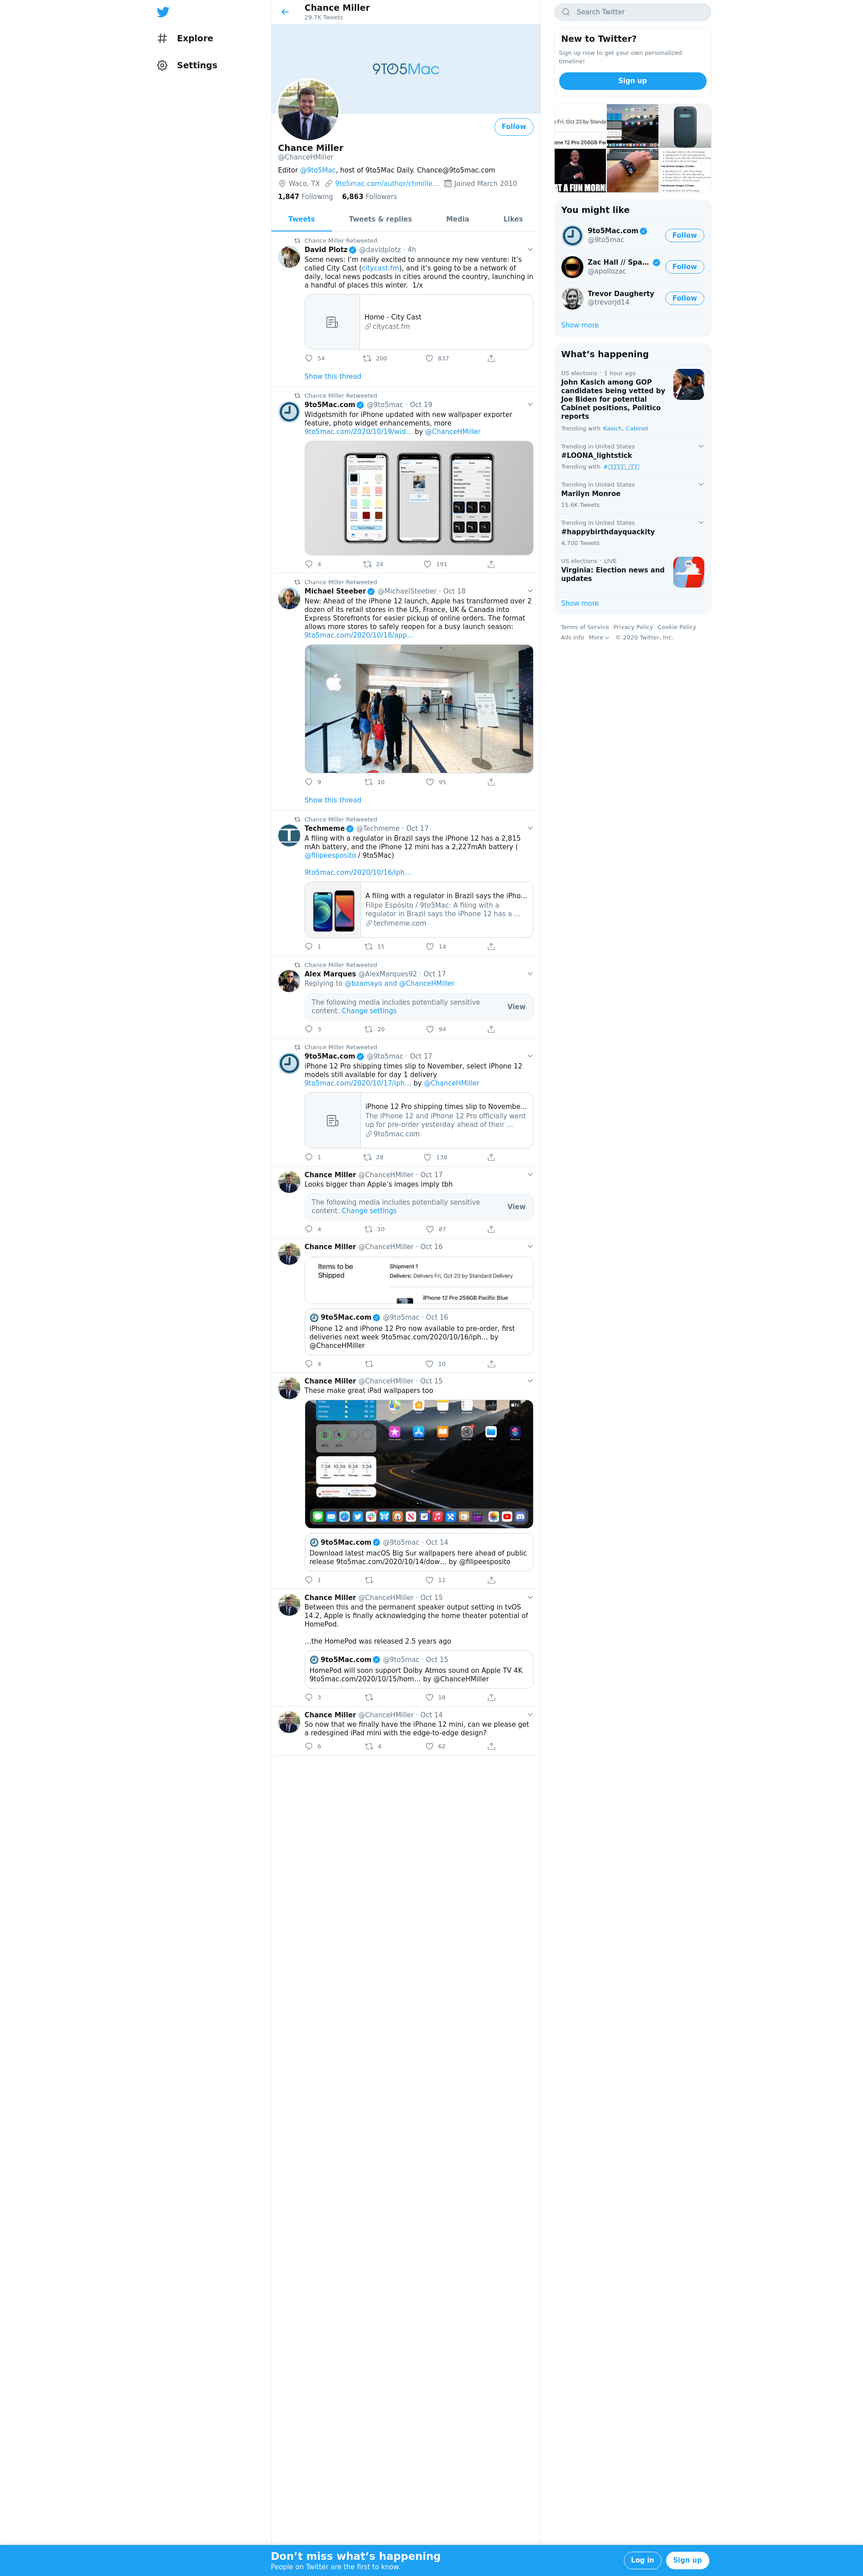 Explore
Settings
Chance Miller
29.7K Tweets
9TO5Mac
Follow
Chance Miller
@ChanceHMiller
Editor @9to5Mac, host of 9to5Mac Daily. Chance@9to5mac.com
Waco, TX 9to5mac.com/author/chmille… Joined March 2010
1,847 Following 6,863 Followers
Tweets Tweets & replies Media Likes
Chance Miller Retweeted
David Plotz @davidplotz · 4h
Some news: I’m really excited to announce my new venture: It’s
called City Cast (citycast.fm), and it’s going to be a network of
daily, local news podcasts in cities around the country, launching in
a handful of places this winter. 1/x
Home - City Cast
citycast.fm
54 200 837
Show this thread
Chance Miller Retweeted
9to5Mac.com @9to5mac · Oct 19
Widgetsmith for iPhone updated with new wallpaper exporter
feature, photo widget enhancements, more
9to5mac.com/2020/10/19/wid… by @ChanceHMiller
4 24 191
Chance Miller Retweeted
Michael Steeber @MichaelSteeber · Oct 18
New: Ahead of the iPhone 12 launch, Apple has transformed over 2
dozen of its retail stores in the US, France, UK & Canada into
Express Storefronts for easier pickup of online orders. The format
allows more stores to safely reopen for a busy launch season:
9to5mac.com/2020/10/18/app…
9 10 95
Show this thread
Chance Miller Retweeted
Techmeme @Techmeme · Oct 17
A filing with a regulator in Brazil says the iPhone 12 has a 2,815
mAh battery, and the iPhone 12 mini has a 2,227mAh battery (
@filipeesposito / 9to5Mac)
9to5mac.com/2020/10/16/iph…
A filing with a regulator in Brazil says the iPho…
Filipe Espósito / 9to5Mac: A filing with a
regulator in Brazil says the iPhone 12 has a …
techmeme.com
1 15 14
Chance Miller Retweeted
Alex Marques @AlexMarques92 · Oct 17
Replying to @bzamayo and @ChanceHMiller
The following media includes potentially sensitive
content. Change settings
View
3 20 94
Chance Miller Retweeted
9to5Mac.com @9to5mac · Oct 17
iPhone 12 Pro shipping times slip to November, select iPhone 12
models still available for day 1 delivery
9to5mac.com/2020/10/17/iph… by @ChanceHMiller
iPhone 12 Pro shipping times slip to Novembe…
The iPhone 12 and iPhone 12 Pro officially went
up for pre-order yesterday ahead of their …
9to5mac.com
1 28 138
Chance Miller @ChanceHMiller · Oct 17
Looks bigger than Apple’s images imply tbh
The following media includes potentially sensitive
content. Change settings
View
4 10 87
Chance Miller @ChanceHMiller · Oct 16
Items to be
Shipped
Shipment 1
Delivers: Delivers Fri, Oct 23 by Standard Delivery
iPhone 12 Pro 256GB Pacific Blue
9to5Mac.com @9to5mac · Oct 16
iPhone 12 and iPhone 12 Pro now available to pre-order, first
deliveries next week 9to5mac.com/2020/10/16/iph… by
@ChanceHMiller
4 10
Chance Miller @ChanceHMiller · Oct 15
These make great iPad wallpapers too
7:34 10:34 9:34 3:34
9to5Mac.com @9to5mac · Oct 14
Download latest macOS Big Sur wallpapers here ahead of public
release 9to5mac.com/2020/10/14/dow… by @filipeesposito
1 12
Chance Miller @ChanceHMiller · Oct 15
Between this and the permanent speaker output setting in tvOS
14.2, Apple is finally acknowledging the home theater potential of
HomePod.
…the HomePod was released 2.5 years ago
9to5Mac.com @9to5mac · Oct 15
HomePod will soon support Dolby Atmos sound on Apple TV 4K
9to5mac.com/2020/10/15/hom… by @ChanceHMiller
3 18
Chance Miller @ChanceHMiller · Oct 14
So now that we finally have the iPhone 12 mini, can we please get
a redesgined iPad mini with the edge-to-edge design?
6 4 62
Search Twitter
New to Twitter?
Sign up now to get your own personalized
timeline!
Sign up
s Fri, Oct 23 by Standa
one 12 Pro 256GB Pa
T A FUN MORN
You might like
9to5Mac.com
@9to5mac
Follow
Zac Hall // Spa…
@apollozac
Follow
Trevor Daugherty
@trevorjd14
Follow
Show more
What’s happening
US elections · 1 hour ago
John Kasich among GOP
candidates being vetted by
Joe Biden for potential
Cabinet positions, Politico
reports
Trending with Kasich, Cabinet
Trending in United States
#LOONA_lightstick
Trending with
Trending in United States
Marilyn Monroe
15.6K Tweets
Trending in United States
#happybirthdayquackity
4,700 Tweets
US elections · LIVE
Virginia: Election news and
updates
Show more
Terms of Service Privacy Policy Cookie Policy
Ads info More © 2020 Twitter, Inc.
Don’t miss what’s happening
People on Twitter are the first to know.
Log in
Sign up